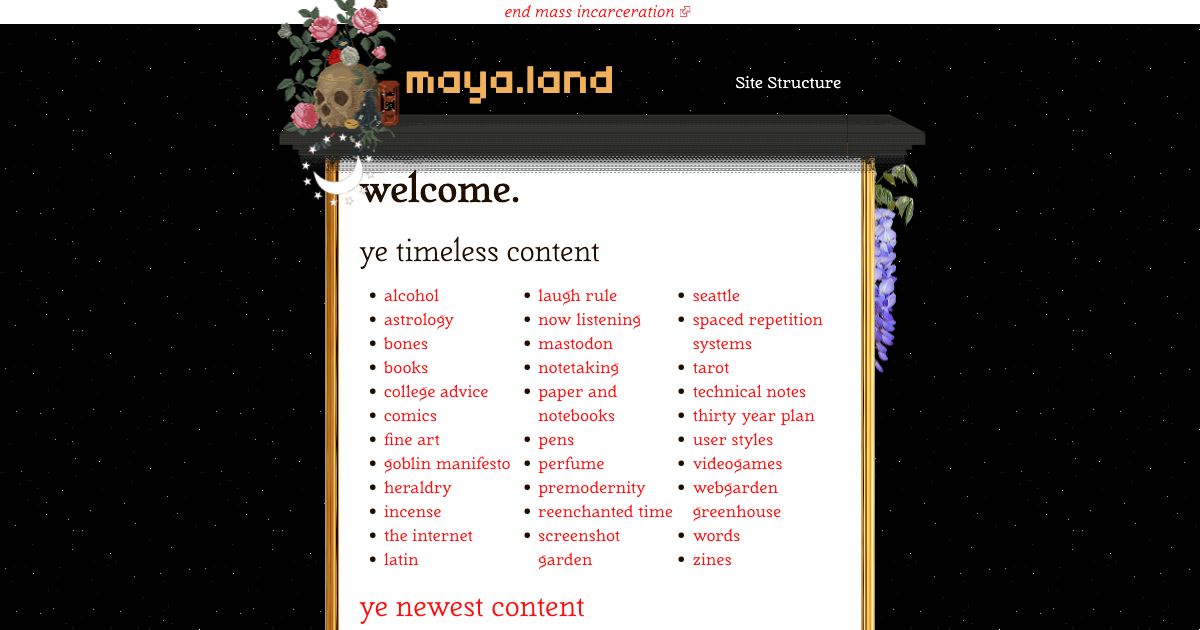 end mass incarceration
maya.land
Site Structure
welcome.
ye timeless content
alcohol
astrology
bones
books
college advice
comics
fine art
goblin manifesto
heraldry
incense
the internet
latin
laugh rule
now listening
mastodon
notetaking
paper and
notebooks
pens
perfume
premodernity
reenchanted time
screenshot
garden
seattle
spaced repetition
systems
tarot
technical notes
thirty year plan
user styles
videogames
webgarden
greenhouse
words
zines
ye newest content